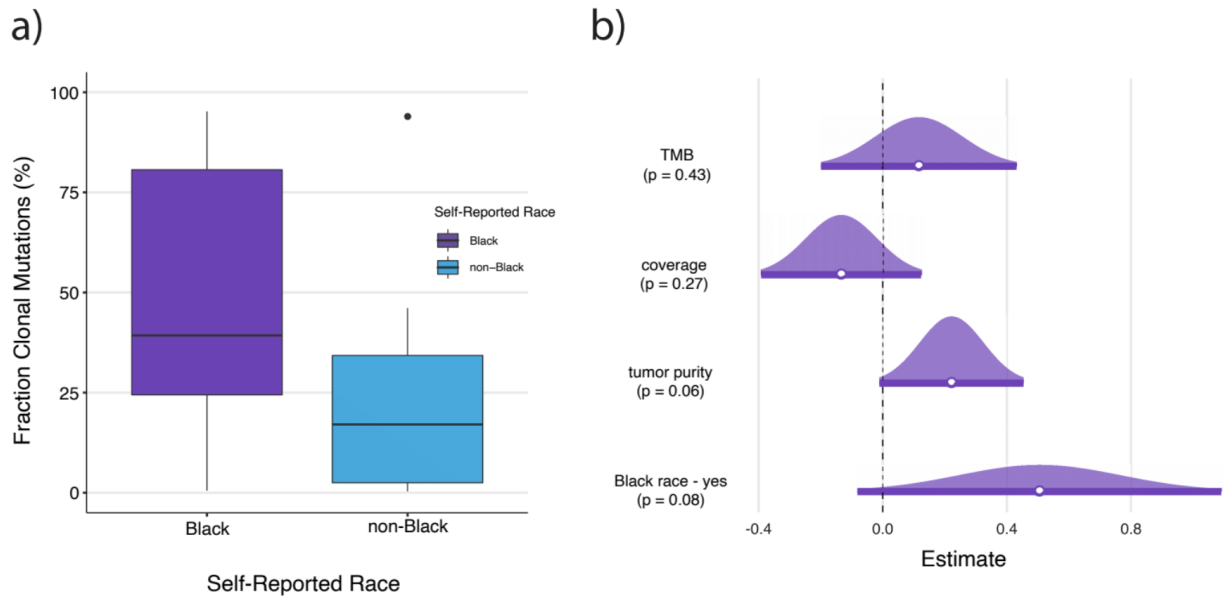 a)
Fraction Clonal Mutations (%)
100
75
50
25
0
Self-Reported Race
Black
non-Black
Black
non-Black
Self-Reported Race
b)
TMB
(p = 0.43)
coverage
(p = 0.27)
tumor purity
(p = 0.06)
Black race - yes
(p = 0.08)
-0.4
0.0
0.4
0.8
Estimate